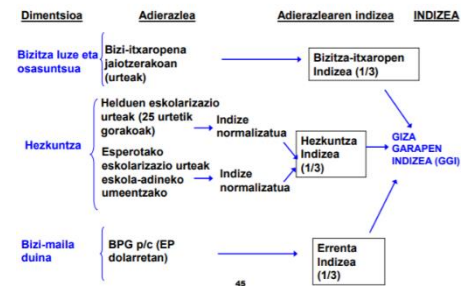 Dimentsioa Adierazlea Adierazlearen indizea INDIZEA
Bizitza luze eta
osasuntsua
Bizi-itxaropena
jaiotzerakoan
(urteak)
Bizitza-itxaropen
Indizea (1/3)
Hezkuntza
Helduen eskolarizazio
urteak (25 urtetik
gorakoak)
Indize
normalizatua
Esperotako
eskolarizazio urteak
eskola-adineko
umeentzako
Indize
normalizatua
Hezkuntza
Indizea
(1/3)
GIZA
GARAPEN
INDIZEA (GGI)
Bizi-maila
duina
BPG p/c (EP
dolarretan)
Errenta
Indizea
(1/3)
45